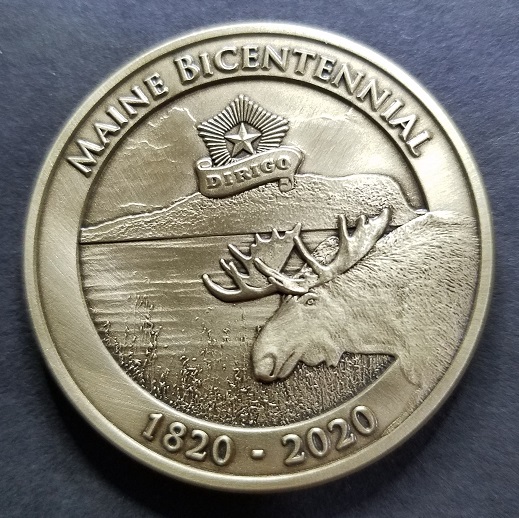 MAINE BICENTENNIAL
DIRIGO
1820 - 2020